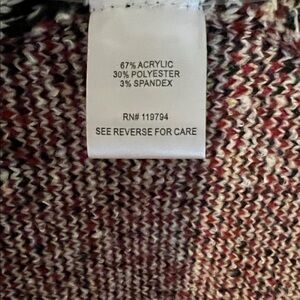 67% ACRYLIC
30% POLYESTER
3% SPANDEX
RN# 119794
SEE REVERSE FOR CARE